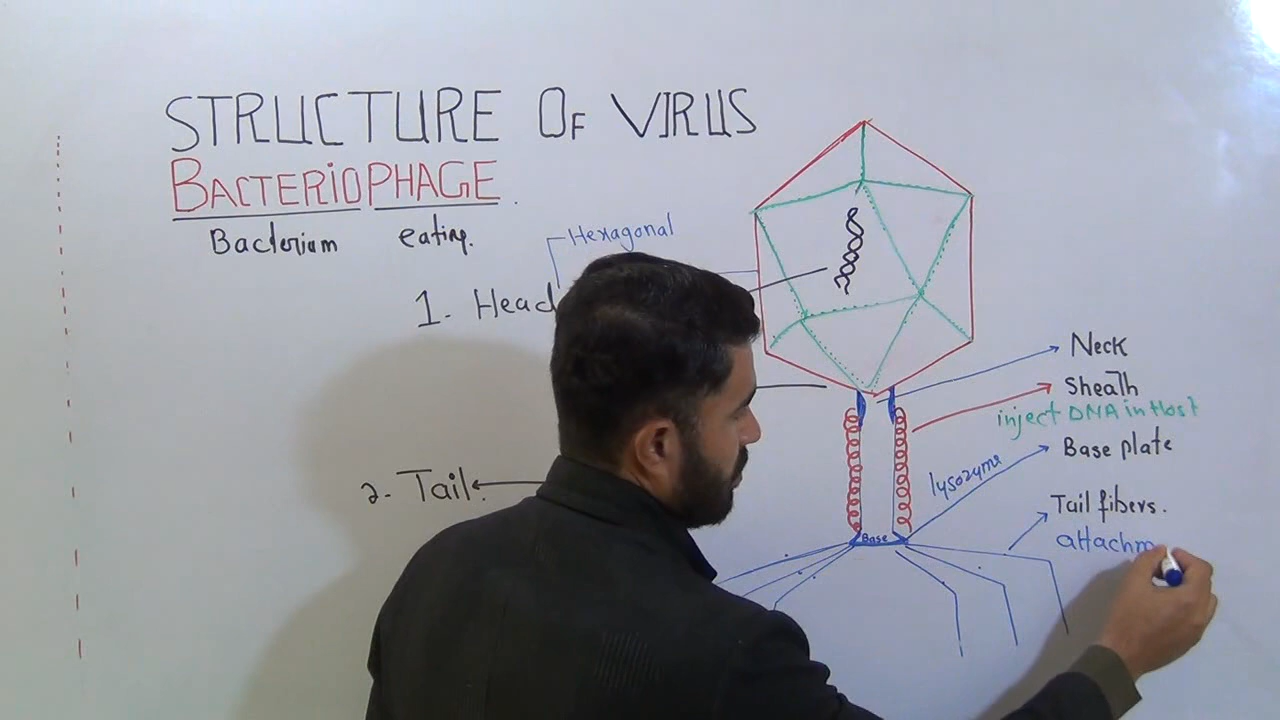 STRUCTURE OF VIRUS
BACTERIOPHAGE.
Bacterium eating.
Hexagonal
1. Head
Neck
Sheath
inject DNA in Host
lysozyme
Base plate
2. Tail.
Tail fibers.
Base
attachm